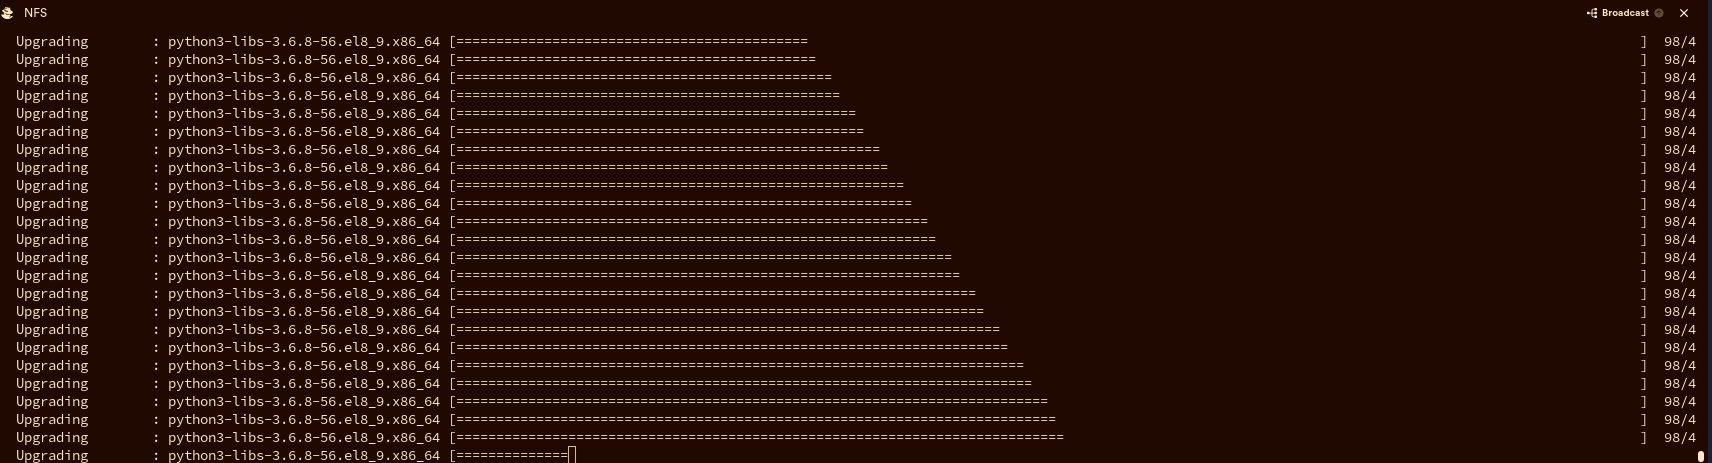 NFS
Broadcast
Upgrading : python3-libs-3.6.8-56.el8_9.x86_64 [============================================ ] 98/4
Upgrading : python3-libs-3.6.8-56.el8_9.x86_64 [============================================= ] 98/4
Upgrading : python3-libs-3.6.8-56.el8_9.x86_64 [=============================================== ] 98/4
Upgrading : python3-libs-3.6.8-56.el8_9.x86_64 [================================================ ] 98/4
Upgrading : python3-libs-3.6.8-56.el8_9.x86_64 [================================================== ] 98/4
Upgrading : python3-libs-3.6.8-56.el8_9.x86_64 [=================================================== ] 98/4
Upgrading : python3-libs-3.6.8-56.el8_9.x86_64 [===================================================== ] 98/4
Upgrading : python3-libs-3.6.8-56.el8_9.x86_64 [====================================================== ] 98/4
Upgrading : python3-libs-3.6.8-56.el8_9.x86_64 [======================================================== ] 98/4
Upgrading : python3-libs-3.6.8-56.el8_9.x86_64 [========================================================= ] 98/4
Upgrading : python3-libs-3.6.8-56.el8_9.x86_64 [=========================================================== ] 98/4
Upgrading : python3-libs-3.6.8-56.el8_9.x86_64 [============================================================ ] 98/4
Upgrading : python3-libs-3.6.8-56.el8_9.x86_64 [============================================================== ] 98/4
Upgrading : python3-libs-3.6.8-56.el8_9.x86_64 [=============================================================== ] 98/4
Upgrading : python3-libs-3.6.8-56.el8_9.x86_64 [================================================================= ] 98/4
Upgrading : python3-libs-3.6.8-56.el8_9.x86_64 [================================================================== ] 98/4
Upgrading : python3-libs-3.6.8-56.el8_9.x86_64 [==================================================================== ] 98/4
Upgrading : python3-libs-3.6.8-56.el8_9.x86_64 [===================================================================== ] 98/4
Upgrading : python3-libs-3.6.8-56.el8_9.x86_64 [======================================================================= ] 98/4
Upgrading : python3-libs-3.6.8-56.el8_9.x86_64 [======================================================================== ] 98/4
Upgrading : python3-libs-3.6.8-56.el8_9.x86_64 [========================================================================== ] 98/4
Upgrading : python3-libs-3.6.8-56.el8_9.x86_64 [=========================================================================== ] 98/4
Upgrading : python3-libs-3.6.8-56.el8_9.x86_64 [============================================================================ ] 98/4
Upgrading : python3-libs-3.6.8-56.el8_9.x86_64 [==============